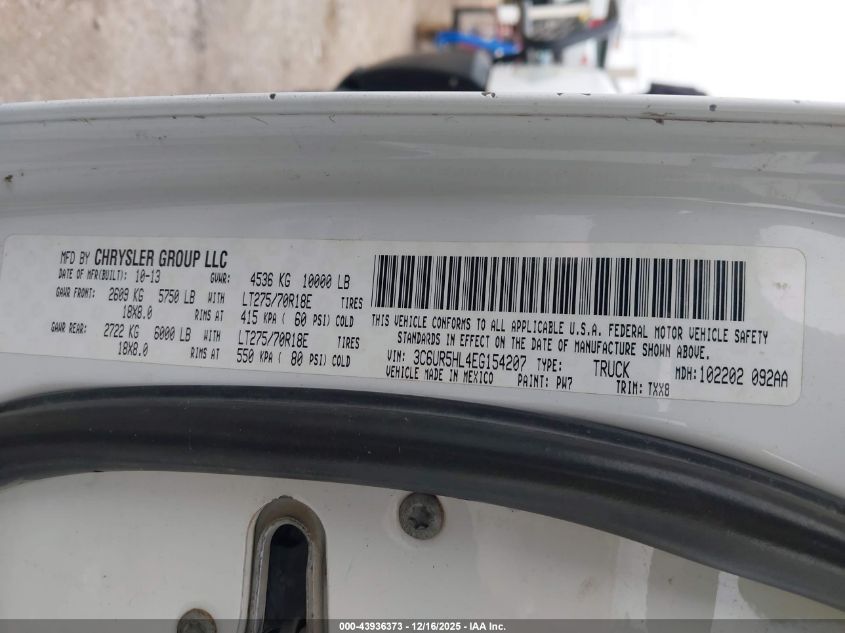 MFD BY CHRYSLER GROUP LLC
DATE OF MFR(BUILT): 10-13 GVWR: 4536 KG 10000 LB
GAWR FRONT: 2609 KG 5750 LB WITH LT275/70R18E TIRES
18X8.0 RIMS AT 415 KPA ( 60 PSI) COLD
GAWR REAR: 2722 KG 6000 LB WITH LT275/70R18E TIRES
18X8.0 RIMS AT 550 KPA ( 80 PSI) COLD
THIS VEHICLE CONFORMS TO ALL APPLICABLE U.S.A. FEDERAL MOTOR VEHICLE SAFETY
STANDARDS IN EFFECT ON THE DATE OF MANUFACTURE SHOWN ABOVE.
VIN: 3C6UR5HL4EG154207 TYPE: TRUCK MDH: 102202 092AA
VEHICLE MADE IN MEXICO PAINT: PW7 TRIM: TXX8
000-43936373 - 12/16/2025 - IAA Inc.